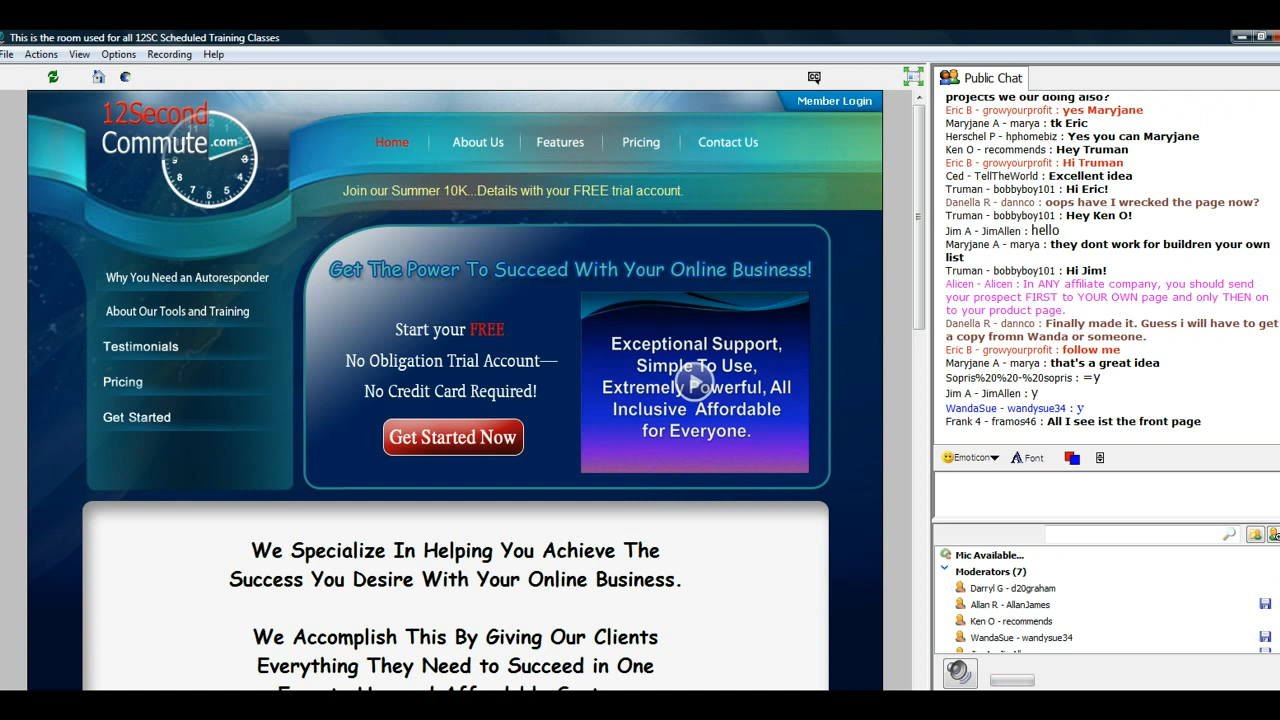 This is the room used for all 12SC Scheduled Training Classes
File Actions View Options Recording Help
12Second
Commute.com
Member Login
Home About Us Features Pricing Contact Us
Join our Summer 10K...Details with your FREE trial account.
Why You Need an Autoresponder
About Our Tools and Training
Testimonials
Pricing
Get Started
Get The Power To Succeed With Your Online Business!
Start your FREE
No Obligation Trial Account—
No Credit Card Required!
Get Started Now
Exceptional Support,
Simple To Use,
Extremely Powerful, All
Inclusive Affordable
for Everyone.
We Specialize In Helping You Achieve The
Success You Desire With Your Online Business.
We Accomplish This By Giving Our Clients
Everything They Need to Succeed in One
Public Chat
projects we our doing also?
Eric B - growyourprofit : yes Maryjane
Maryjane A - marya : tk Eric
Herschel P - hphomebiz : Yes you can Maryjane
Ken O - recommends : Hey Truman
Eric B - growyourprofit : Hi Truman
Ced - TellTheWorld : Excellent idea
Truman - bobbyboy101 : Hi Eric!
Danella R - dannco : oops have I wrecked the page now?
Truman - bobbyboy101 : Hey Ken O!
Jim A - JimAllen : hello
Maryjane A - marya : they dont work for buildren your own
list
Truman - bobbyboy101 : Hi Jim!
Alicen - Alicen : In ANY affiliate company, you should send
your prospect FIRST to YOUR OWN page and only THEN on
to your product page.
Danella R - dannco : Finally made it. Guess i will have to get
a copy fromn Wanda or someone.
Eric B - growyourprofit : follow me
Maryjane A - marya : that's a great idea
Sopris%20%20-%20sopris : =y
Jim A - JimAllen : y
WandaSue - wandysue34 : y
Frank 4 - framos46 : All I see ist the front page
Emoticon Font
Mic Available...
Moderators (7)
Darryl G - d20graham
Allan R - AllanJames
Ken O - recommends
WandaSue - wandysue34